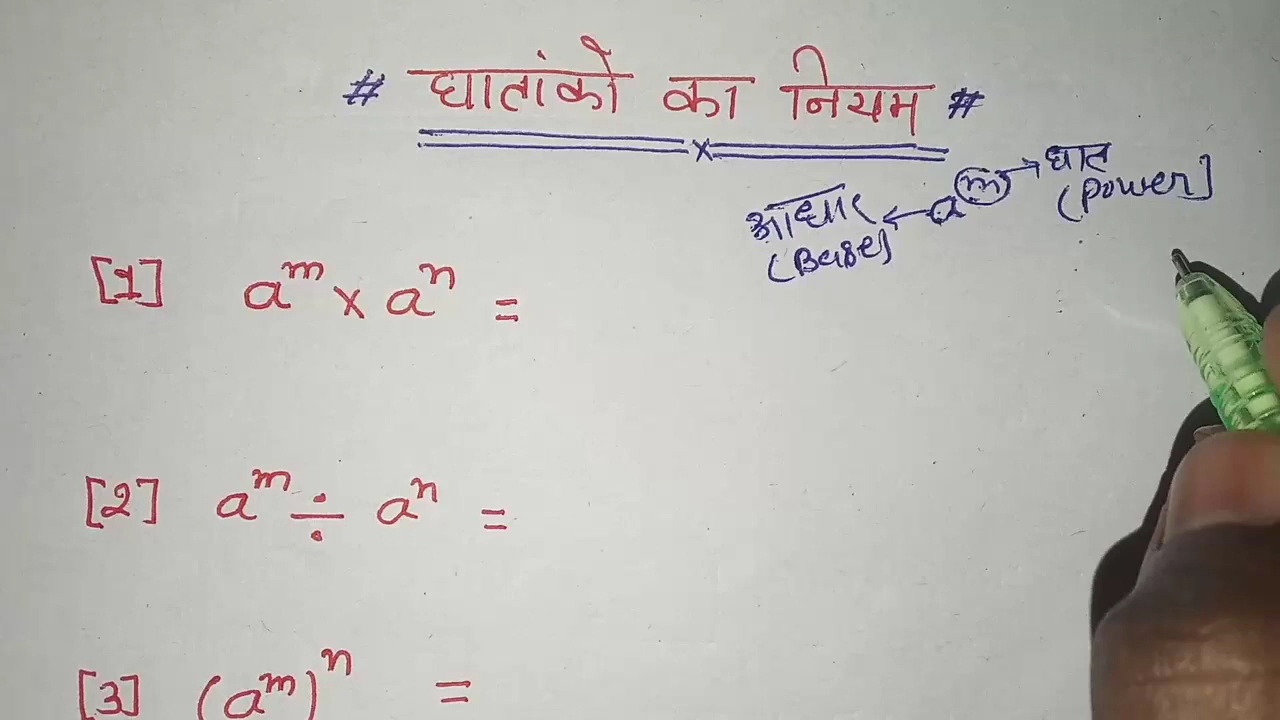 # घातांको का नियम #
x
आधार ← a^m → घात
(Base) (Power]
[1] a^m × a^n =
[2] a^m ÷ a^n =
[3] (a^m)^n =